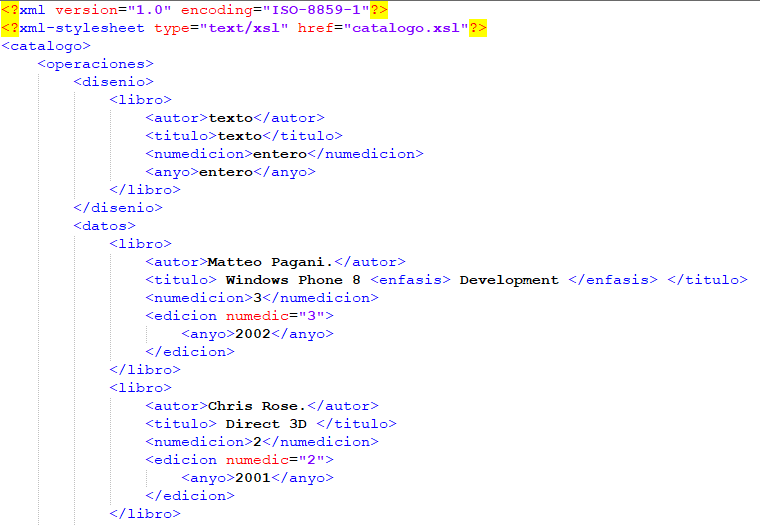 <?xml version="1.0" encoding="ISO-8859-1"?>
<?xml-stylesheet type="text/xsl" href="catalogo.xsl"?>
<catalogo>
    <operaciones>
        <disenio>
            <libro>
                <autor>texto</autor>
                <titulo>texto</titulo>
                <numedicion>entero</numedicion>
                <anyo>entero</anyo>
            </libro>
        </disenio>
        <datos>
            <libro>
                <autor>Matteo Pagani.</autor>
                <titulo> Windows Phone 8 <enfasis> Development </enfasis> </titulo>
                <numedicion>3</numedicion>
                <edicion numedic="3">
                    <anyo>2002</anyo>
                </edicion>
            </libro>
            <libro>
                <autor>Chris Rose.</autor>
                <titulo> Direct 3D </titulo>
                <numedicion>2</numedicion>
                <edicion numedic="2">
                    <anyo>2001</anyo>
                </edicion>
            </libro>